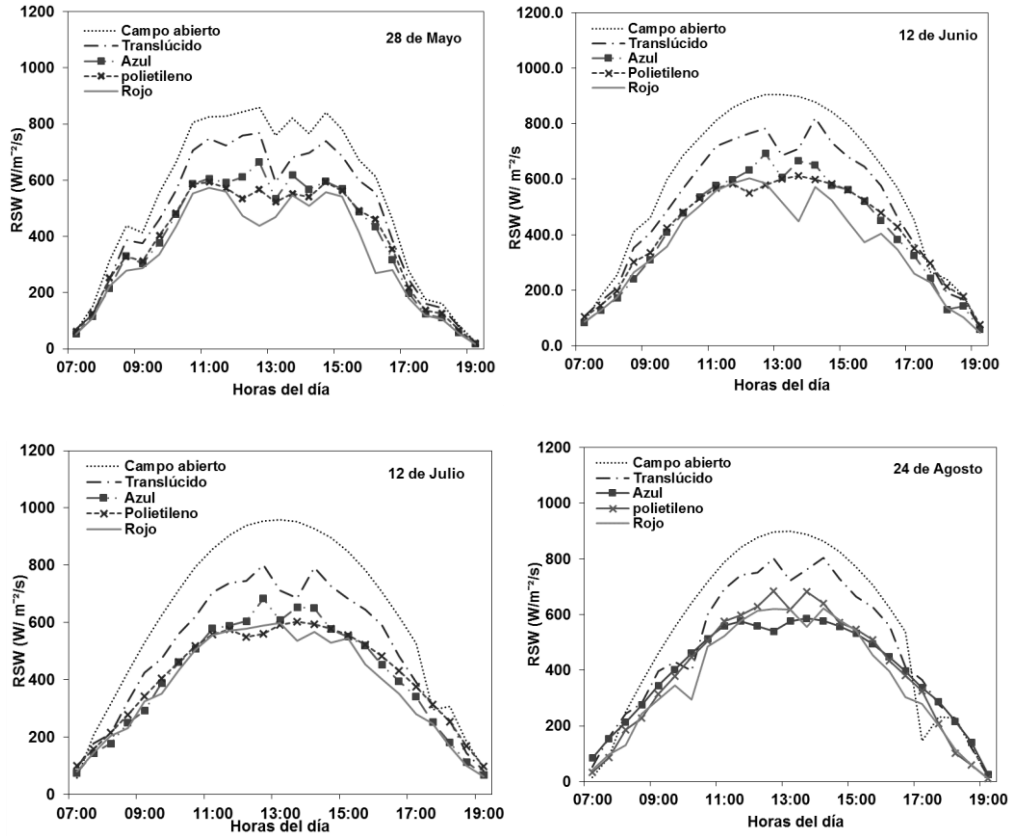 28 de Mayo
RSW (W/m⁻²/s)
1200
1000
800
600
400
200
0
Campo abierto
Translúcido
Azul
polietileno
Rojo
07:00 09:00 11:00 13:00 15:00 17:00 19:00
Horas del día
12 de Junio
RSW (W/ m⁻²/s
1200.0
1000.0
800.0
600.0
400.0
200.0
0.0
Campo abierto
Translúcido
Azul
Polietileno
Rojo
07:00 09:00 11:00 13:00 15:00 17:00 19:00
Horas del día
12 de Julio
RSW (W/ m⁻²/s)
1200
1000
800
600
400
200
0
Campo abierto
Translúcido
Azul
Polietileno
Rojo
07:00 09:00 11:00 13:00 15:00 17:00 19:00
Horas del día
24 de Agosto
RSW (W/ m⁻²/s)
1200
1000
800
600
400
200
0
Campo abierto
Translúcido
Azul
polietileno
Rojo
07:00 09:00 11:00 13:00 15:00 17:00 19:00
Horas del día